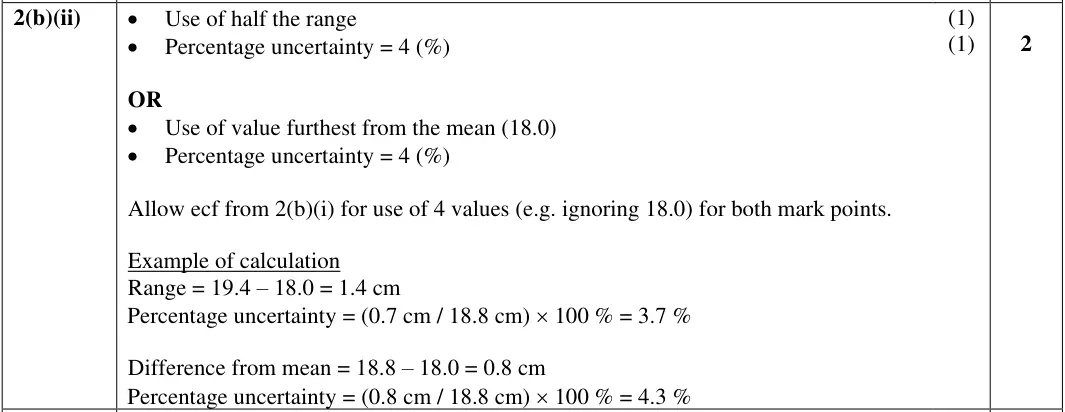 2(b)(ii) • Use of half the range (1)
• Percentage uncertainty = 4 (%) (1) 2
OR
• Use of value furthest from the mean (18.0)
• Percentage uncertainty = 4 (%)
Allow ecf from 2(b)(i) for use of 4 values (e.g. ignoring 18.0) for both mark points.
Example of calculation
Range = 19.4 – 18.0 = 1.4 cm
Percentage uncertainty = (0.7 cm / 18.8 cm) × 100 % = 3.7 %
Difference from mean = 18.8 – 18.0 = 0.8 cm
Percentage uncertainty = (0.8 cm / 18.8 cm) × 100 % = 4.3 %